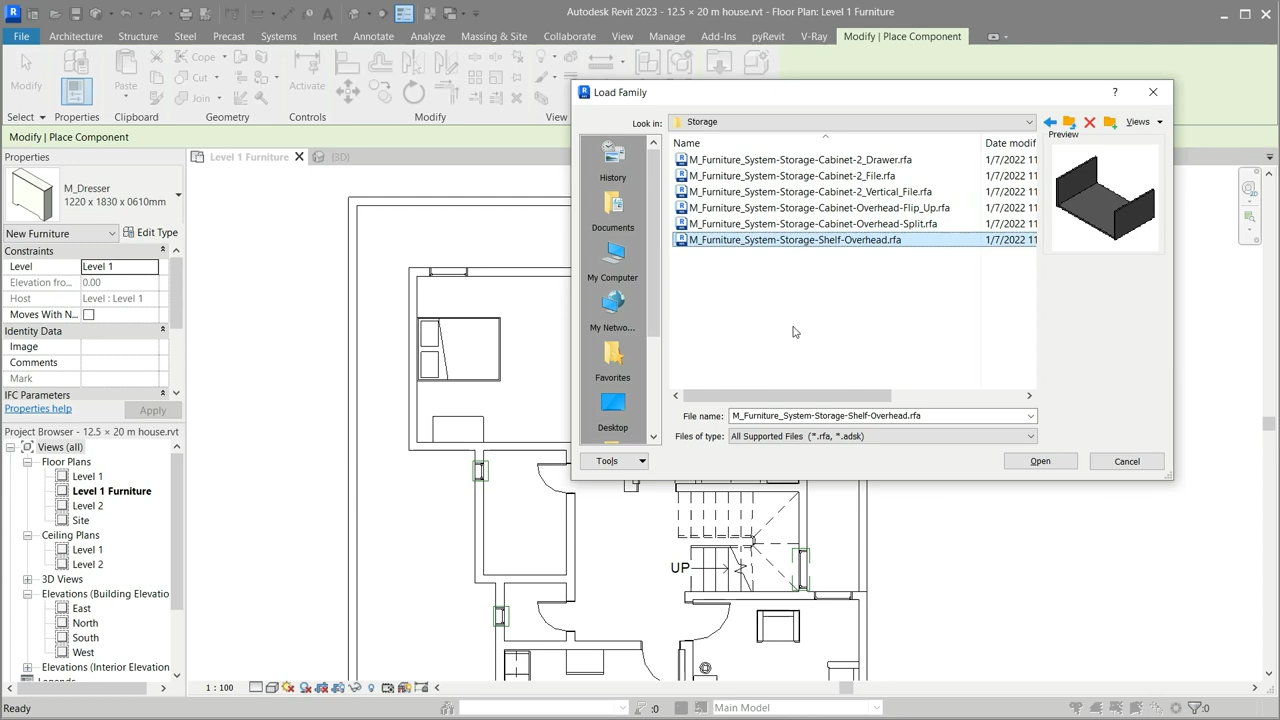 Autodesk Revit 2023 - 12.5 × 20 m house.rvt - Floor Plan: Level 1 Furniture
File Architecture Structure Steel Precast Systems Insert Annotate Analyze Massing & Site Collaborate View Manage Add-Ins pyRevit V-Ray Modify | Place Component
Modify Paste Cope Cut Join Activate
Select Properties Clipboard Geometry Controls Modify View
Modify | Place Component
Properties
M_Dresser
1220 x 1830 x 0610mm
New Furniture Edit Type
Constraints
Level Level 1
Elevation fro... 0.00
Host Level : Level 1
Moves With N...
Identity Data
Image
Comments
Mark
IFC Parameters
Properties help Apply
Project Browser - 12.5 × 20 m house.rvt
Views (all)
Floor Plans
Level 1
Level 1 Furniture
Level 2
Site
Ceiling Plans
Level 1
Level 2
3D Views
Elevations (Building Elevatio
East
North
South
West
Elevations (Interior Elevation
Level 1 Furniture {3D}
UP
Load Family
Look in: Storage Views
Preview
History
Documents
My Computer
My Netwo...
Favorites
Desktop
Name Date modif
M_Furniture_System-Storage-Cabinet-2_Drawer.rfa 1/7/2022 11
M_Furniture_System-Storage-Cabinet-2_File.rfa 1/7/2022 11
M_Furniture_System-Storage-Cabinet-2_Vertical_File.rfa 1/7/2022 11
M_Furniture_System-Storage-Cabinet-Overhead-Flip_Up.rfa 1/7/2022 11
M_Furniture_System-Storage-Cabinet-Overhead-Split.rfa 1/7/2022 11
M_Furniture_System-Storage-Shelf-Overhead.rfa 1/7/2022 11
File name: M_Furniture_System-Storage-Shelf-Overhead.rfa
Files of type: All Supported Files (*.rfa, *.adsk)
Tools Open Cancel
1 : 100
Ready :0 Main Model :0